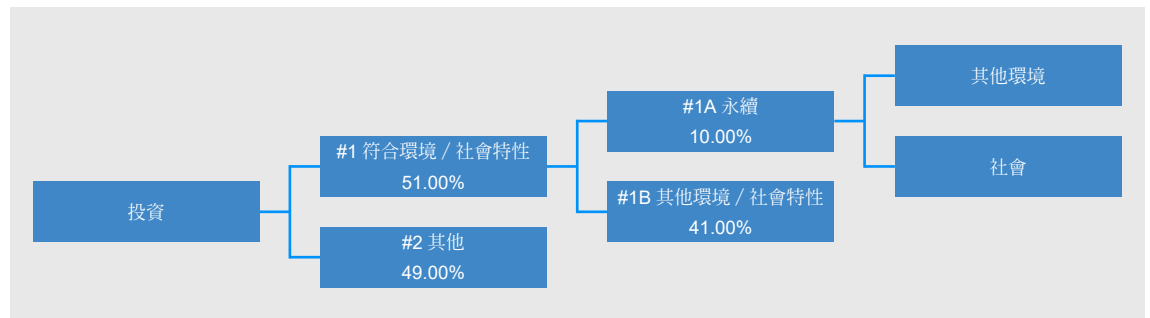 投資
#1 符合環境 / 社會特性
51.00%
#2 其他
49.00%
#1A 永續
10.00%
#1B 其他環境 / 社會特性
41.00%
其他環境
社會